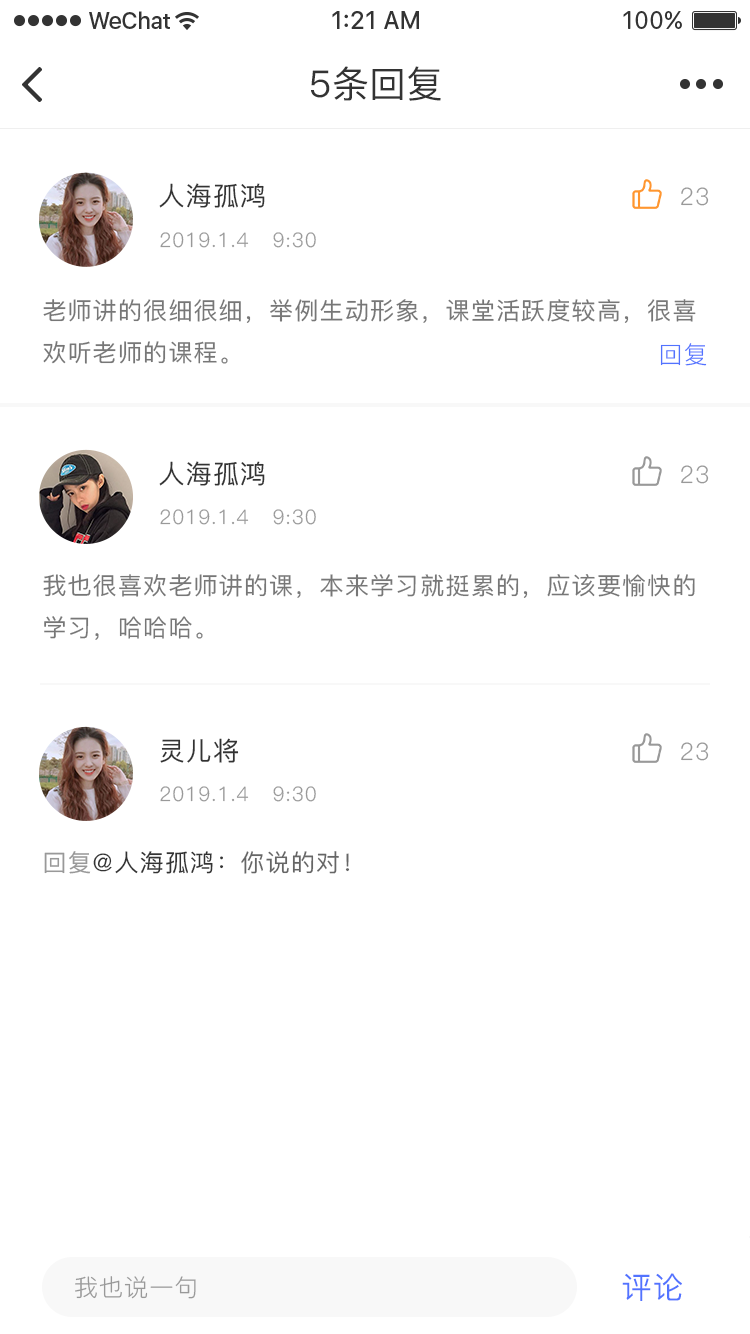 WeChat 1:21 AM 100%
5条回复
人海孤鸿 23
2019.1.4 9:30
老师讲的很细很细，举例生动形象，课堂活跃度较高，很喜
欢听老师的课程。
回复
人海孤鸿 23
2019.1.4 9:30
我也很喜欢老师讲的课，本来学习就挺累的，应该要愉快的
学习，哈哈哈。
灵儿将 23
2019.1.4 9:30
回复@人海孤鸿：你说的对！
我也说一句 评论